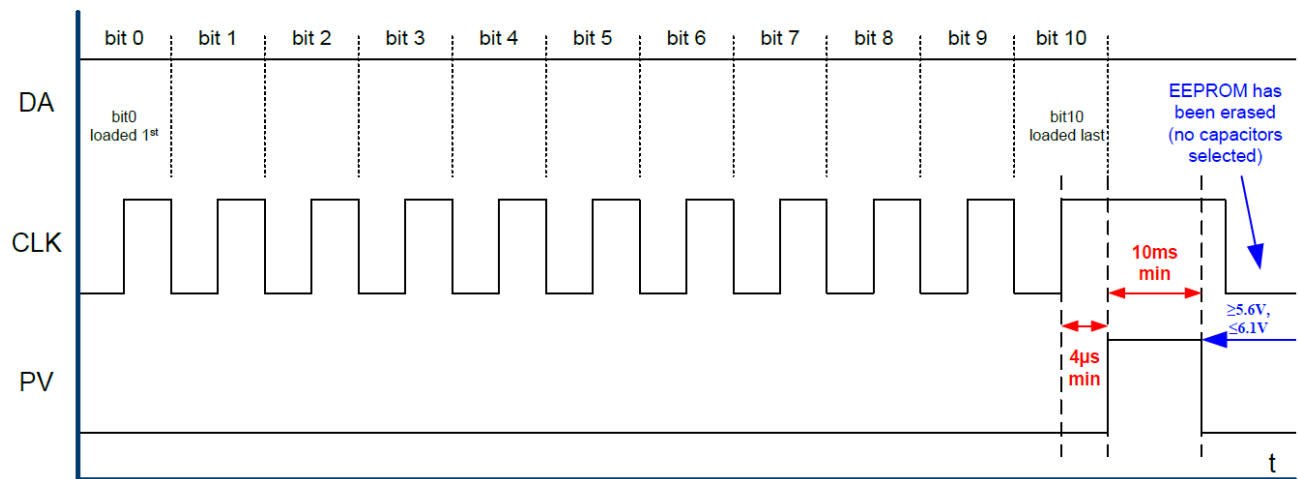 bit 0 bit 1 bit 2 bit 3 bit 4 bit 5 bit 6 bit 7 bit 8 bit 9 bit 10
DA
bit0
loaded 1st
bit10
loaded last
EEPROM has
been erased
(no capacitors
selected)
CLK
10ms
min
≥5.6V,
≤6.1V
4µs
min
PV
t